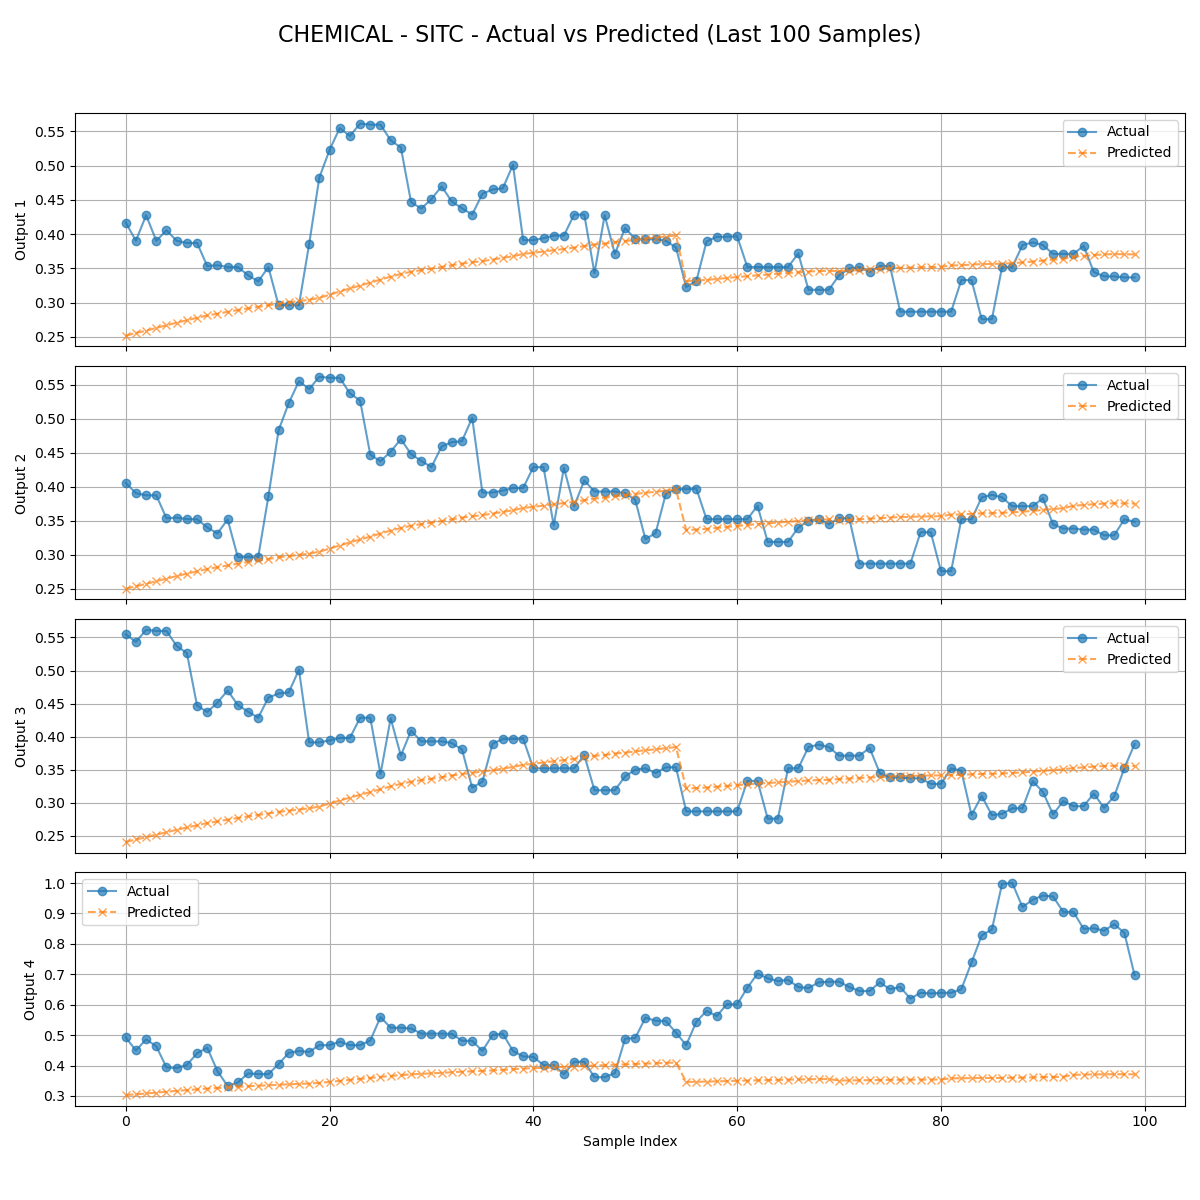 CHEMICAL - SITC - Actual vs Predicted (Last 100 Samples)
0.55
0.50
0.45
0.40
0.35
0.30
0.25
Output 1
Actual
Predicted
0.55
0.50
0.45
0.40
0.35
0.30
0.25
Output 2
Actual
Predicted
0.55
0.50
0.45
0.40
0.35
0.30
0.25
Output 3
Actual
Predicted
1.0
0.9
0.8
0.7
0.6
0.5
0.4
0.3
Output 4
Actual
Predicted
0 20 40 60 80 100
Sample Index